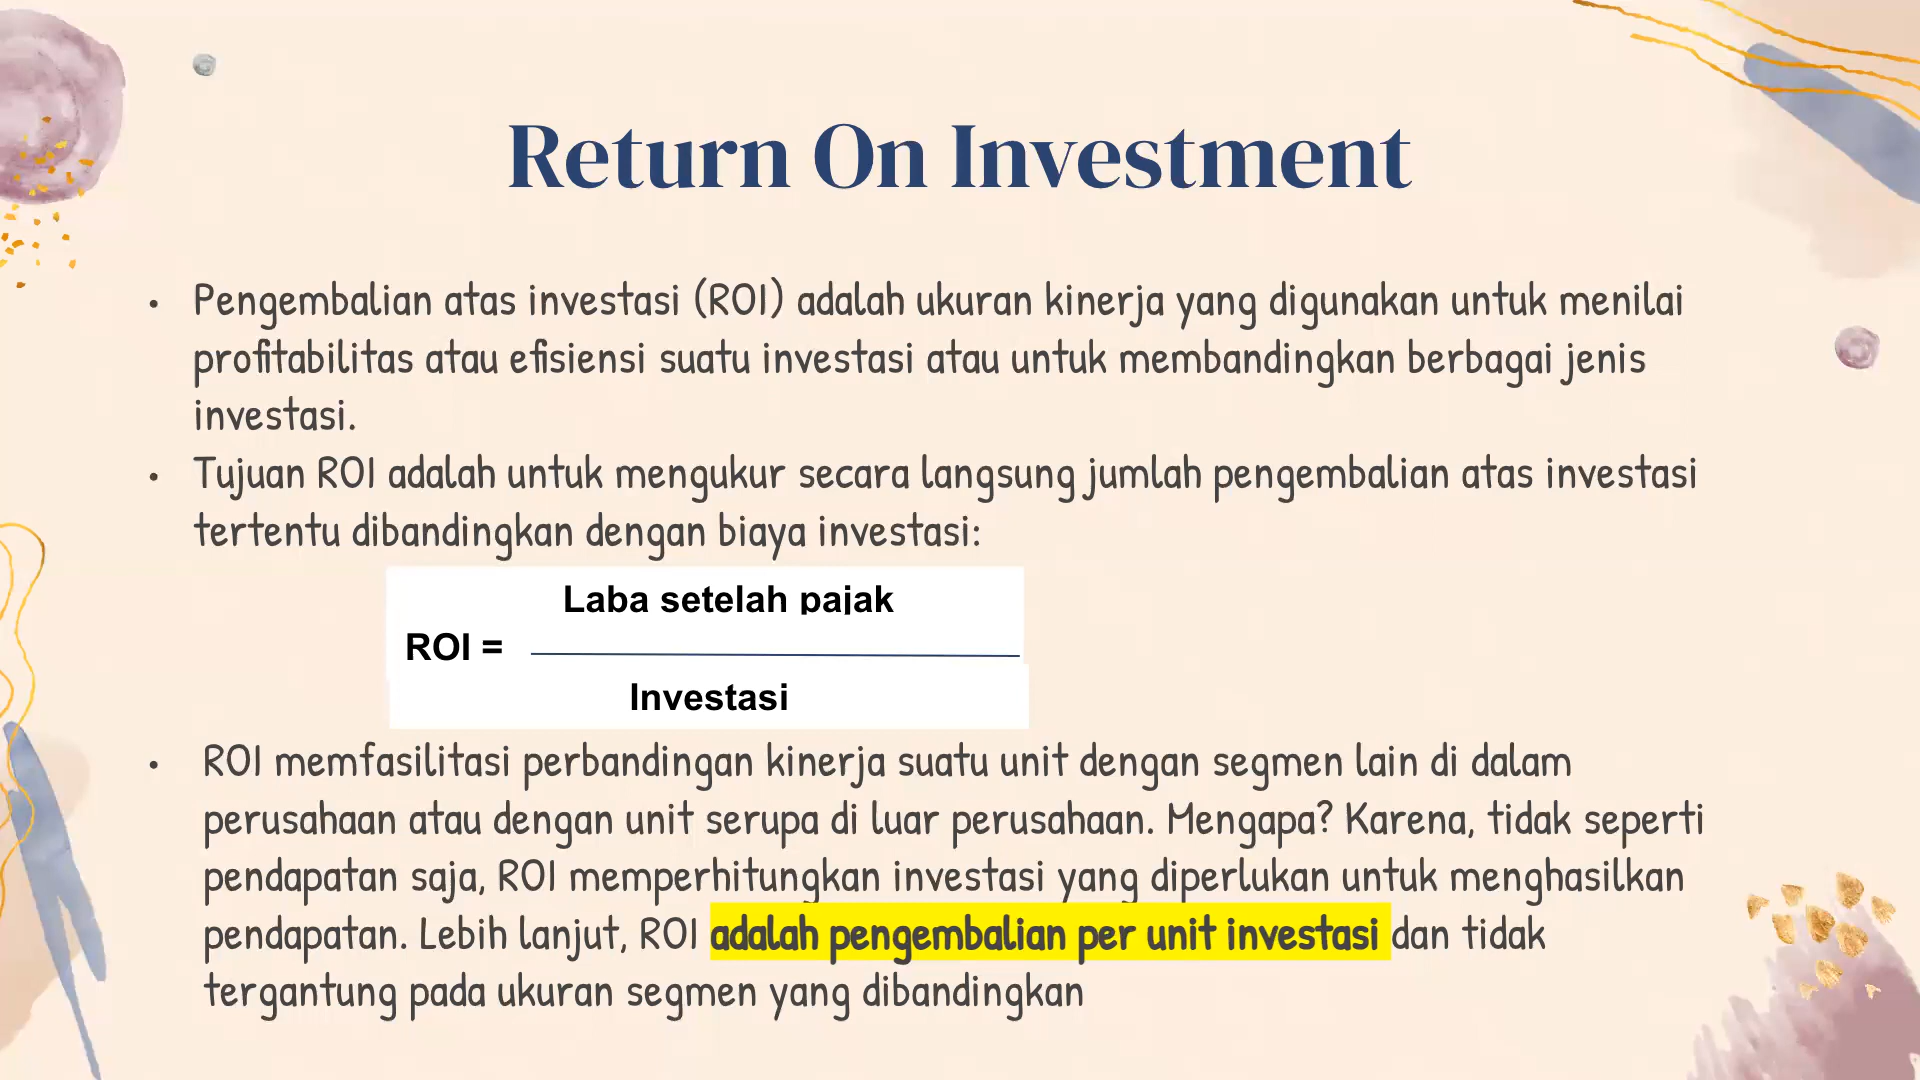 Return On Investment
• Pengembalian atas investasi (ROI) adalah ukuran kinerja yang digunakan untuk menilai
profitabilitas atau efisiensi suatu investasi atau untuk membandingkan berbagai jenis
investasi.
• Tujuan ROI adalah untuk mengukur secara langsung jumlah pengembalian atas investasi
tertentu dibandingkan dengan biaya investasi:
Laba setelah pajak
ROI =
Investasi
• ROI memfasilitasi perbandingan kinerja suatu unit dengan segmen lain di dalam
perusahaan atau dengan unit serupa di luar perusahaan. Mengapa? Karena, tidak seperti
pendapatan saja, ROI memperhitungkan investasi yang diperlukan untuk menghasilkan
pendapatan. Lebih lanjut, ROI adalah pengembalian per unit investasi dan tidak
tergantung pada ukuran segmen yang dibandingkan